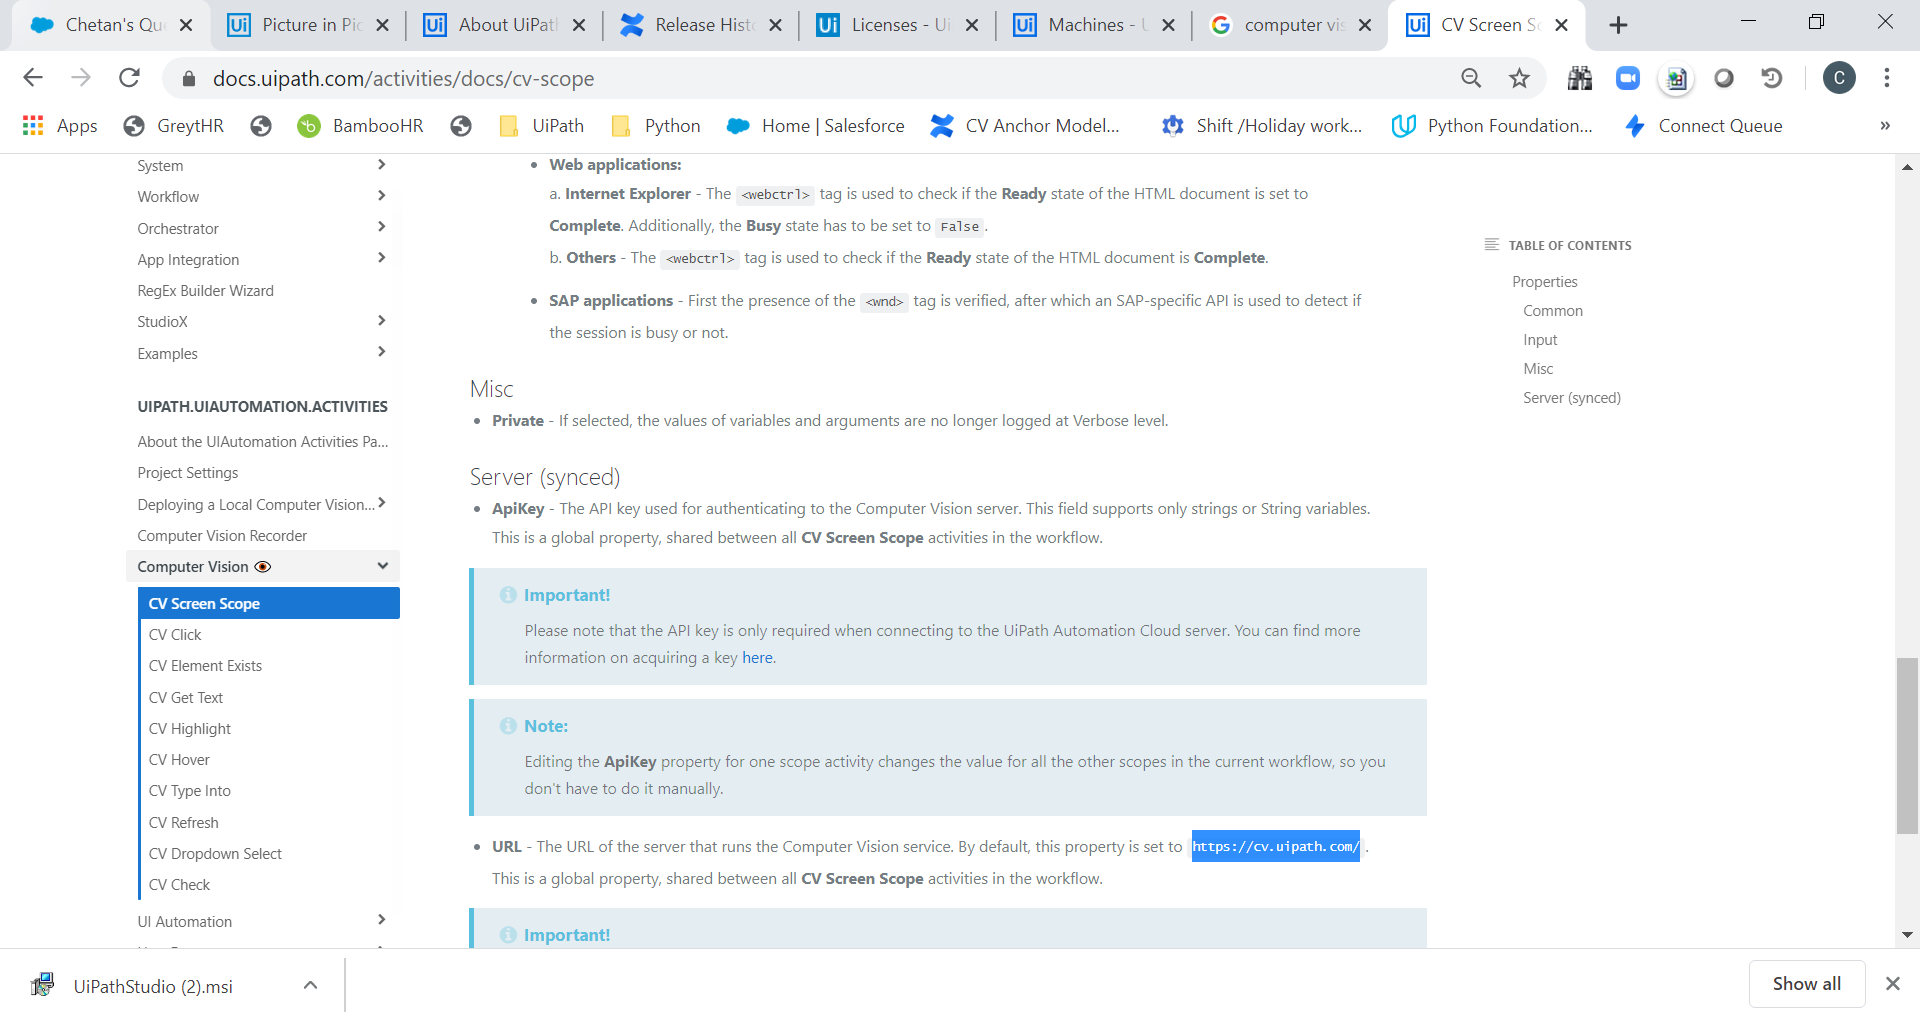 Chetan's Qu
Picture in Pic
About UiPath
Release Histo
Licenses - Ui
Machines - U
computer vis
CV Screen Sc
docs.uipath.com/activities/docs/cv-scope
C
Apps
GreytHR
BambooHR
UiPath
Python
Home | Salesforce
CV Anchor Model...
Shift /Holiday work...
Python Foundation...
Connect Queue
»
System
Workflow
Orchestrator
App Integration
RegEx Builder Wizard
StudioX
Examples
UIPATH.UIAUTOMATION.ACTIVITIES
About the UIAutomation Activities Pa...
Project Settings
Deploying a Local Computer Vision...
Computer Vision Recorder
Computer Vision
CV Screen Scope
CV Click
CV Element Exists
CV Get Text
CV Highlight
CV Hover
CV Type Into
CV Refresh
CV Dropdown Select
CV Check
UI Automation
• Web applications:
a. Internet Explorer - The <webctrl> tag is used to check if the Ready state of the HTML document is set to
Complete. Additionally, the Busy state has to be set to False.
b. Others - The <webctrl> tag is used to check if the Ready state of the HTML document is Complete.
• SAP applications - First the presence of the <wnd> tag is verified, after which an SAP-specific API is used to detect if
the session is busy or not.
Misc
• Private - If selected, the values of variables and arguments are no longer logged at Verbose level.
Server (synced)
• ApiKey - The API key used for authenticating to the Computer Vision server. This field supports only strings or String variables.
This is a global property, shared between all CV Screen Scope activities in the workflow.
Important!
Please note that the API key is only required when connecting to the UiPath Automation Cloud server. You can find more
information on acquiring a key here.
Note:
Editing the ApiKey property for one scope activity changes the value for all the other scopes in the current workflow, so you
don't have to do it manually.
• URL - The URL of the server that runs the Computer Vision service. By default, this property is set to https://cv.uipath.com/.
This is a global property, shared between all CV Screen Scope activities in the workflow.
Important!
TABLE OF CONTENTS
Properties
Common
Input
Misc
Server (synced)
UiPathStudio (2).msi
Show all